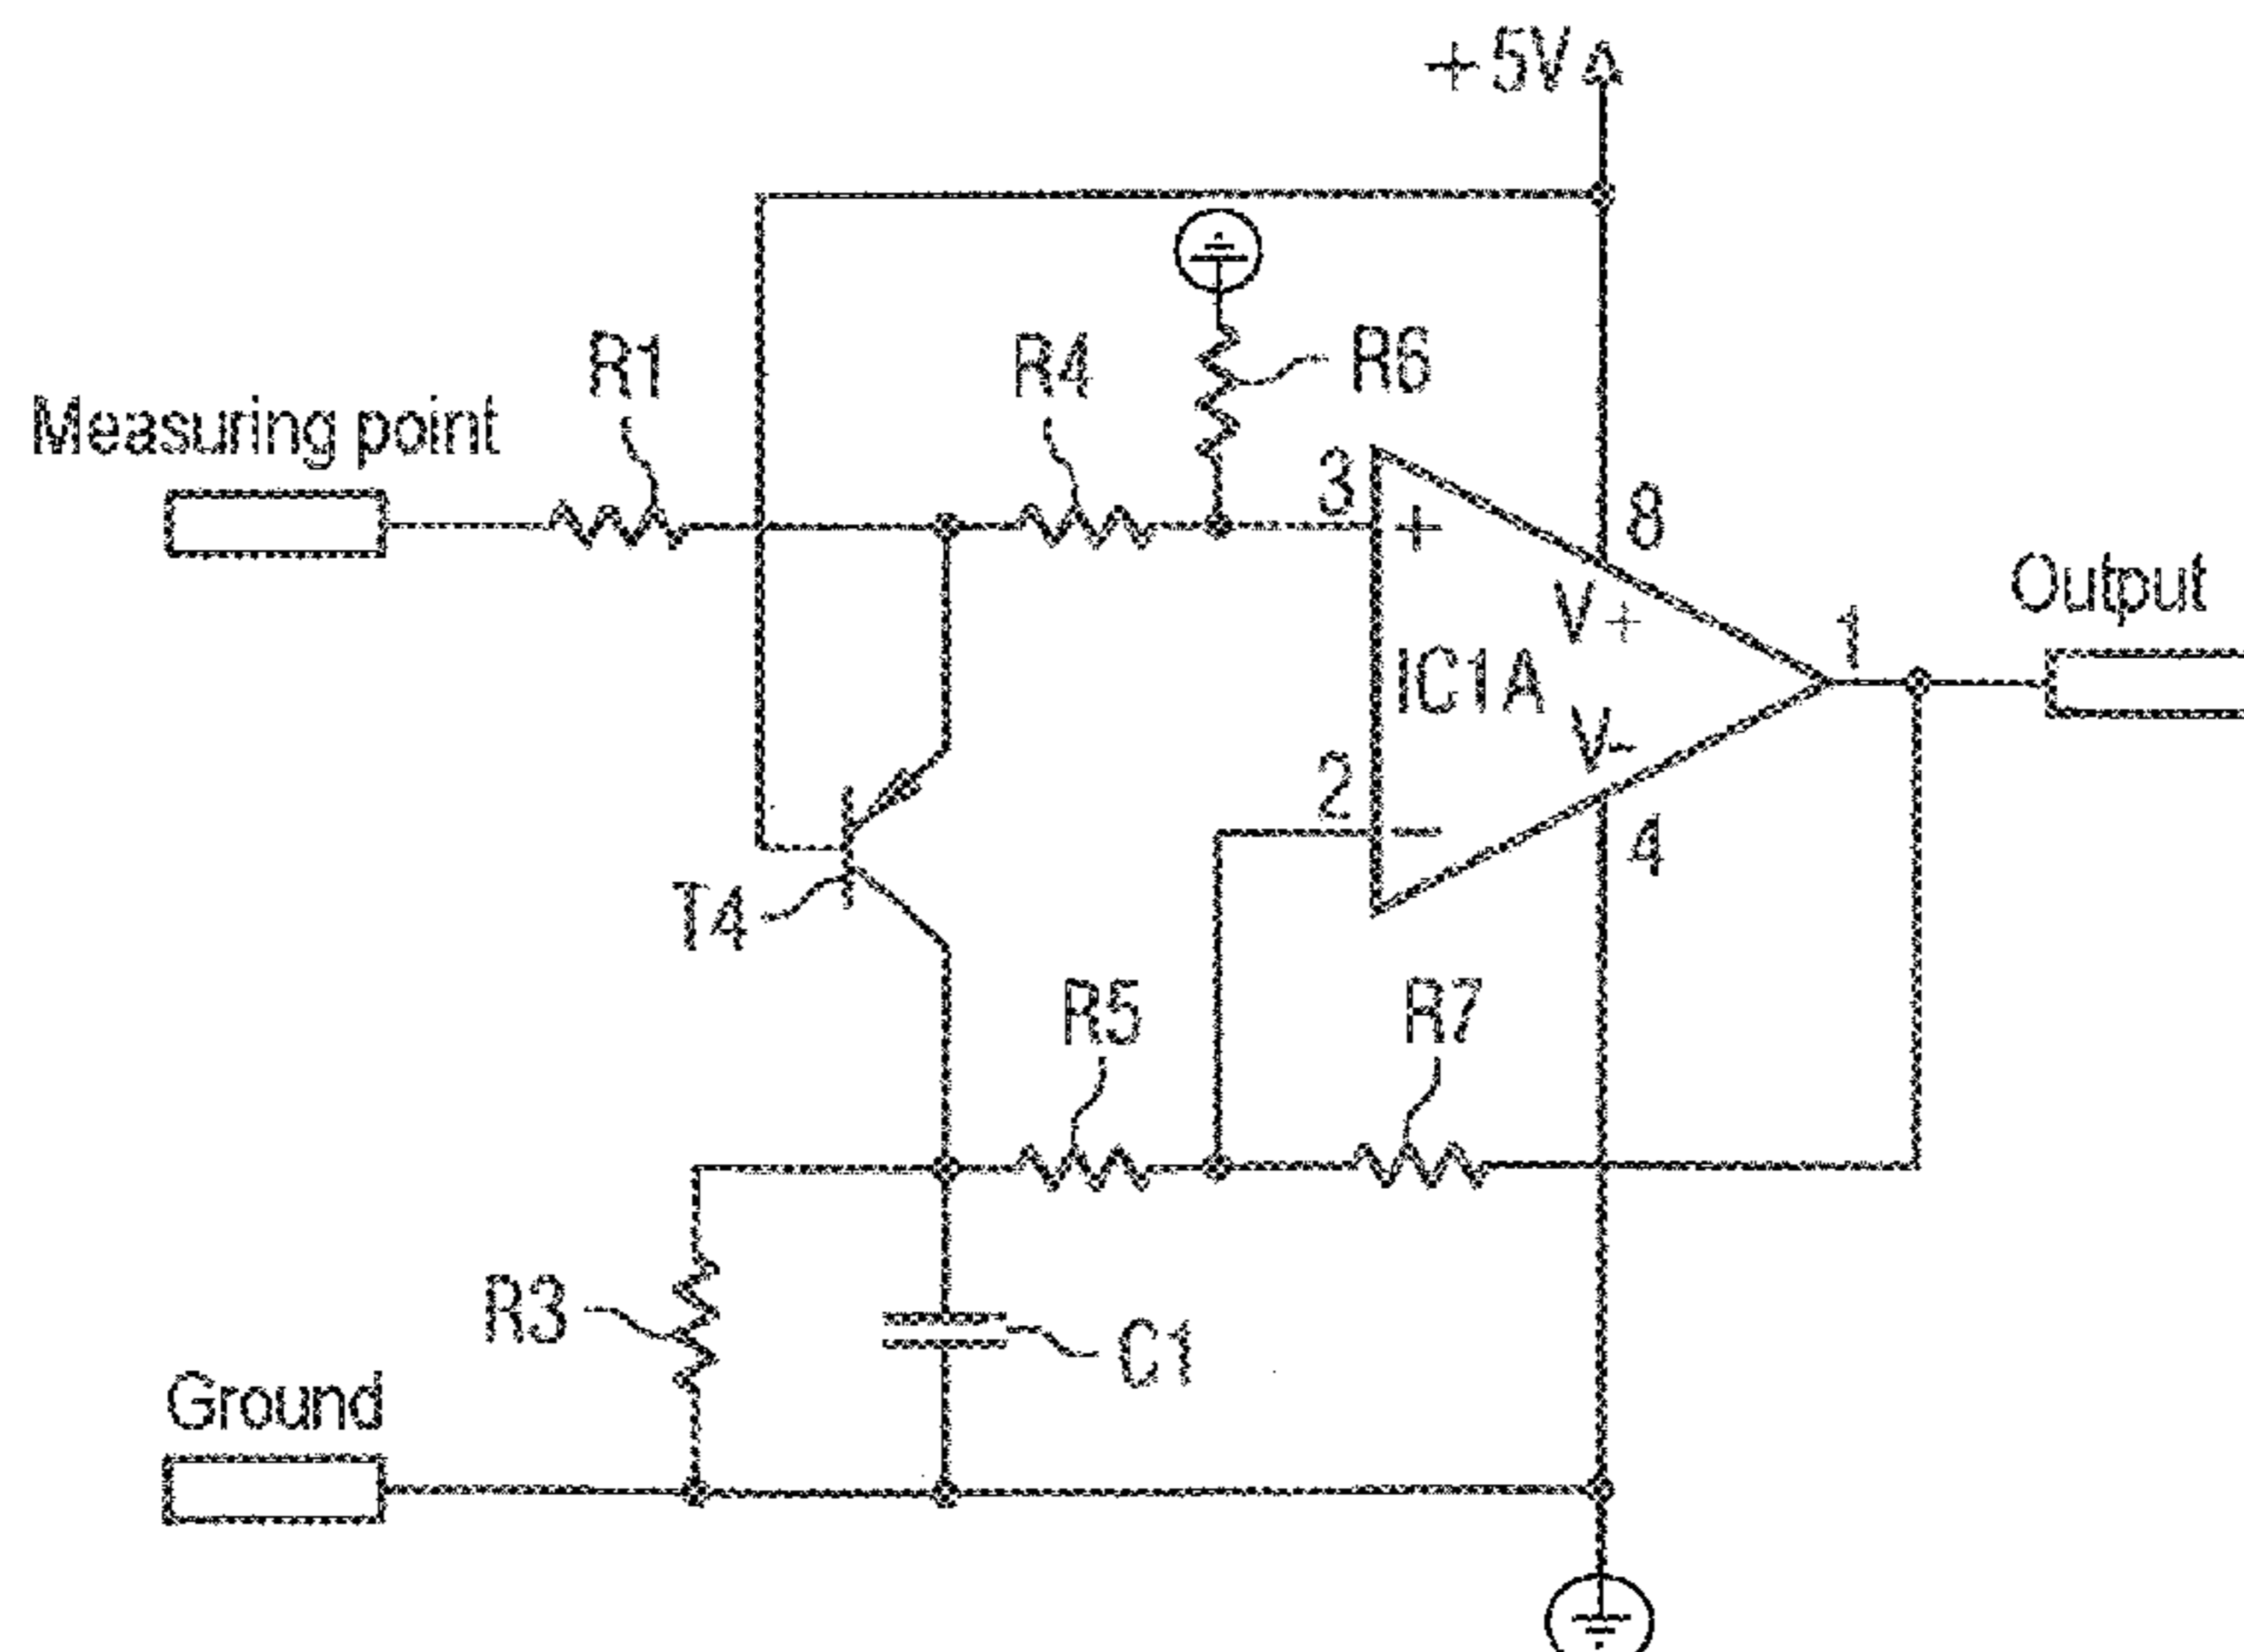 +5V
R1
R4
R6
Measuring point
3
+
8
V+
Output
1
IC1A
V-
2
-
4
T4
R5
R7
R3
C1
Ground